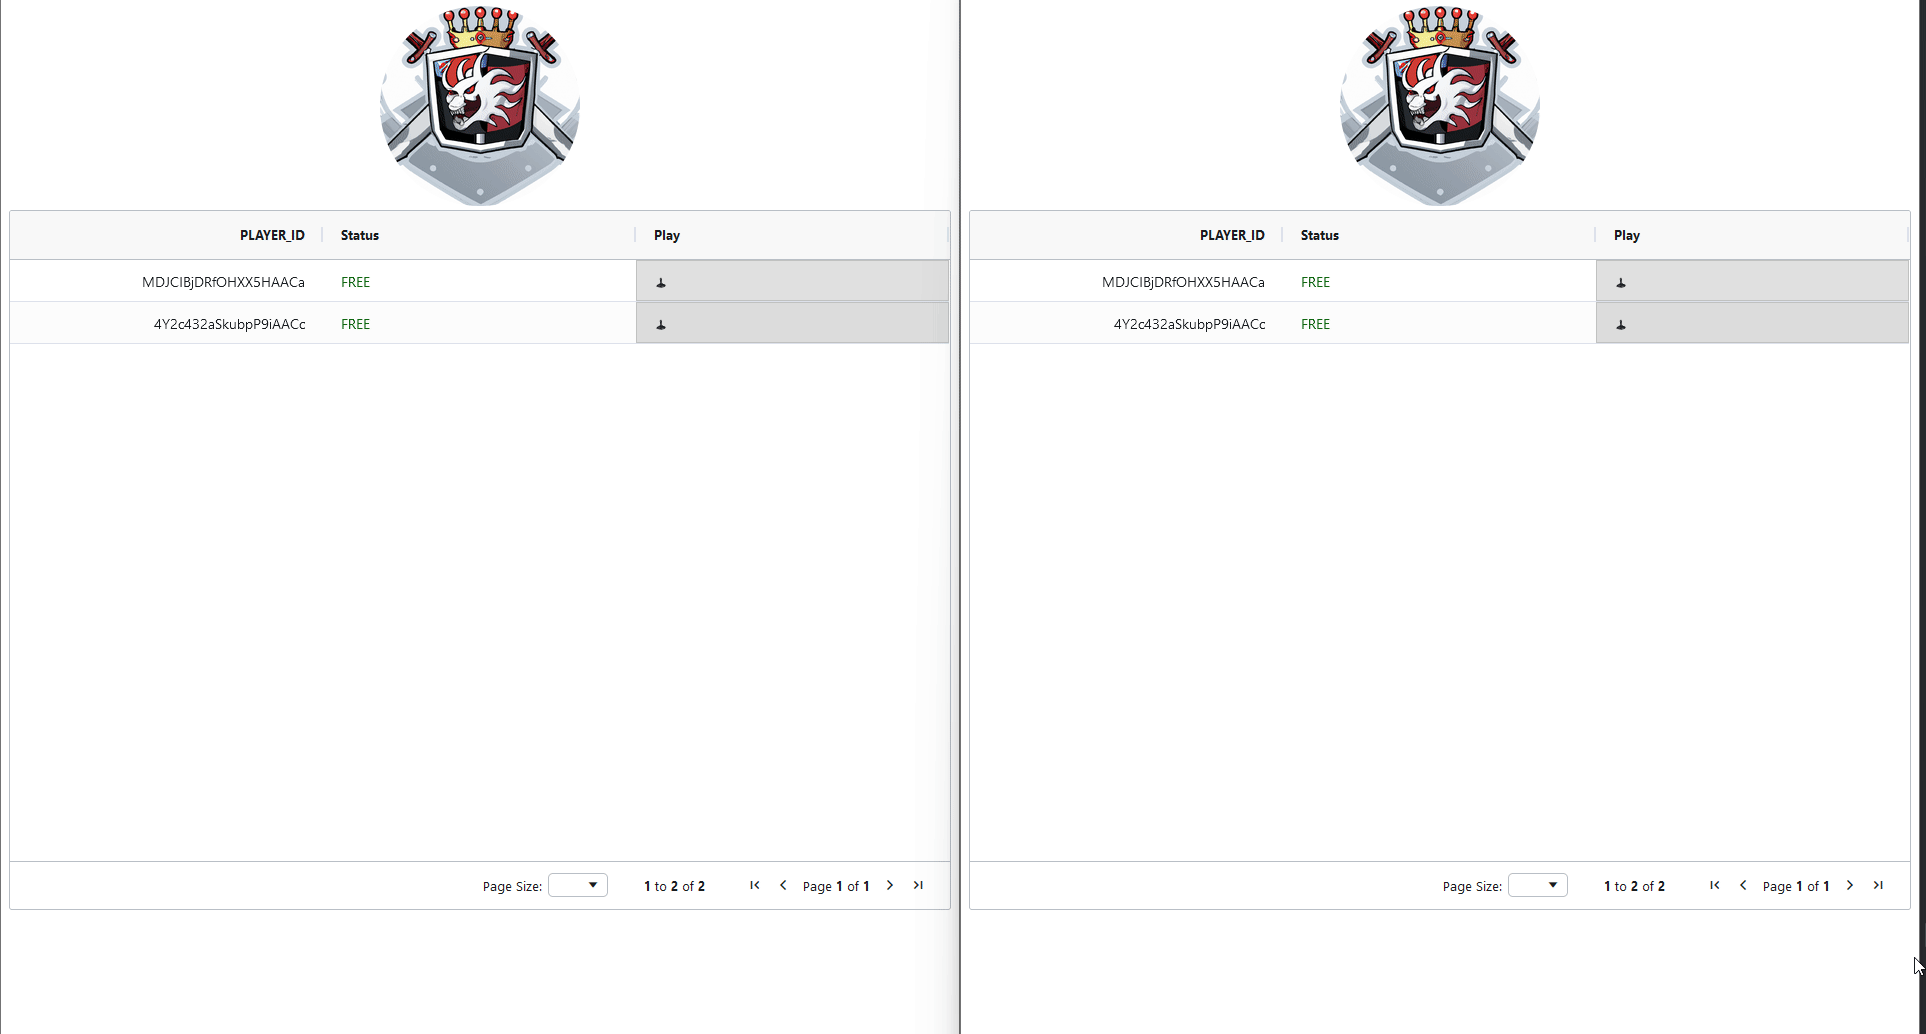 PLAYER_ID Status Play
MDJCIBjDRfOHXX5HAACa FREE
4Y2c432aSkubpP9iAACc FREE
Page Size: 1 to 2 of 2 Page 1 of 1
PLAYER_ID Status Play
MDJCIBjDRfOHXX5HAACa FREE
4Y2c432aSkubpP9iAACc FREE
Page Size: 1 to 2 of 2 Page 1 of 1